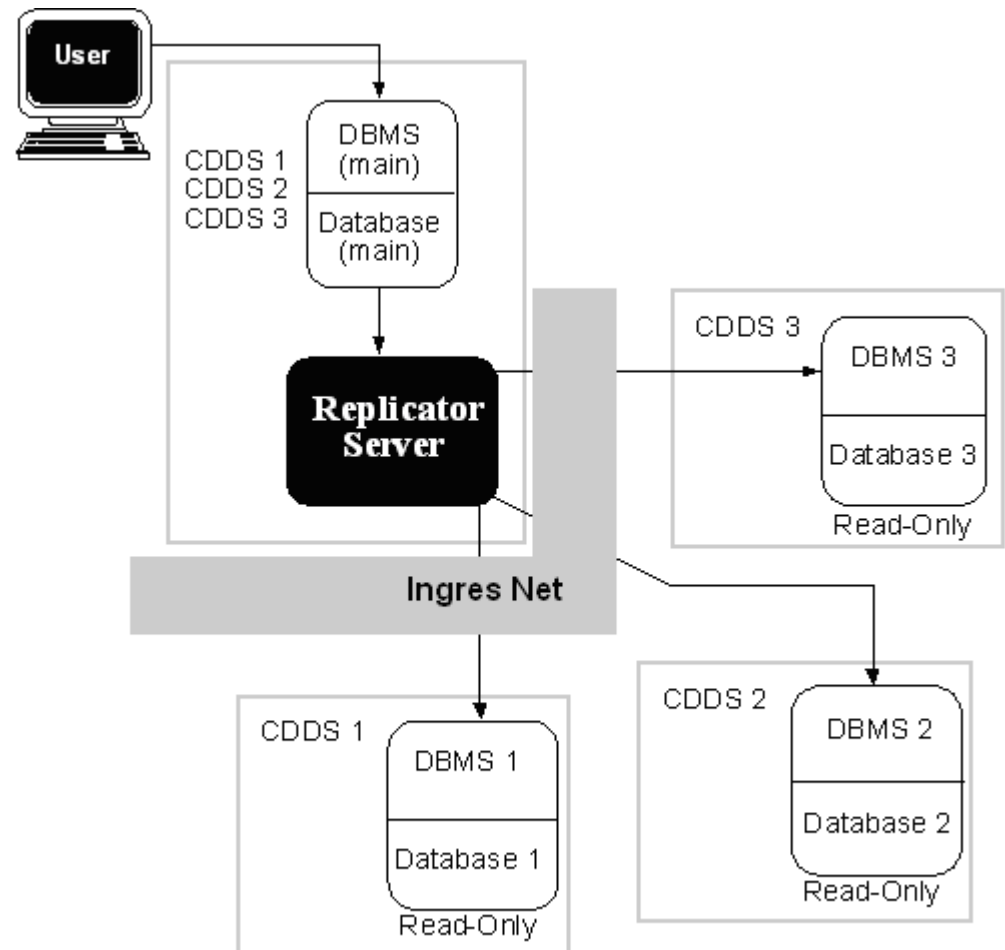 User
DBMS
(main)
CDDS 1
CDDS 2
CDDS 3
Database
(main)
Replicator
Server
CDDS 3
DBMS 3
Database 3
Read-Only
Ingres Net
CDDS 1
DBMS 1
Database 1
Read-Only
CDDS 2
DBMS 2
Database 2
Read-Only